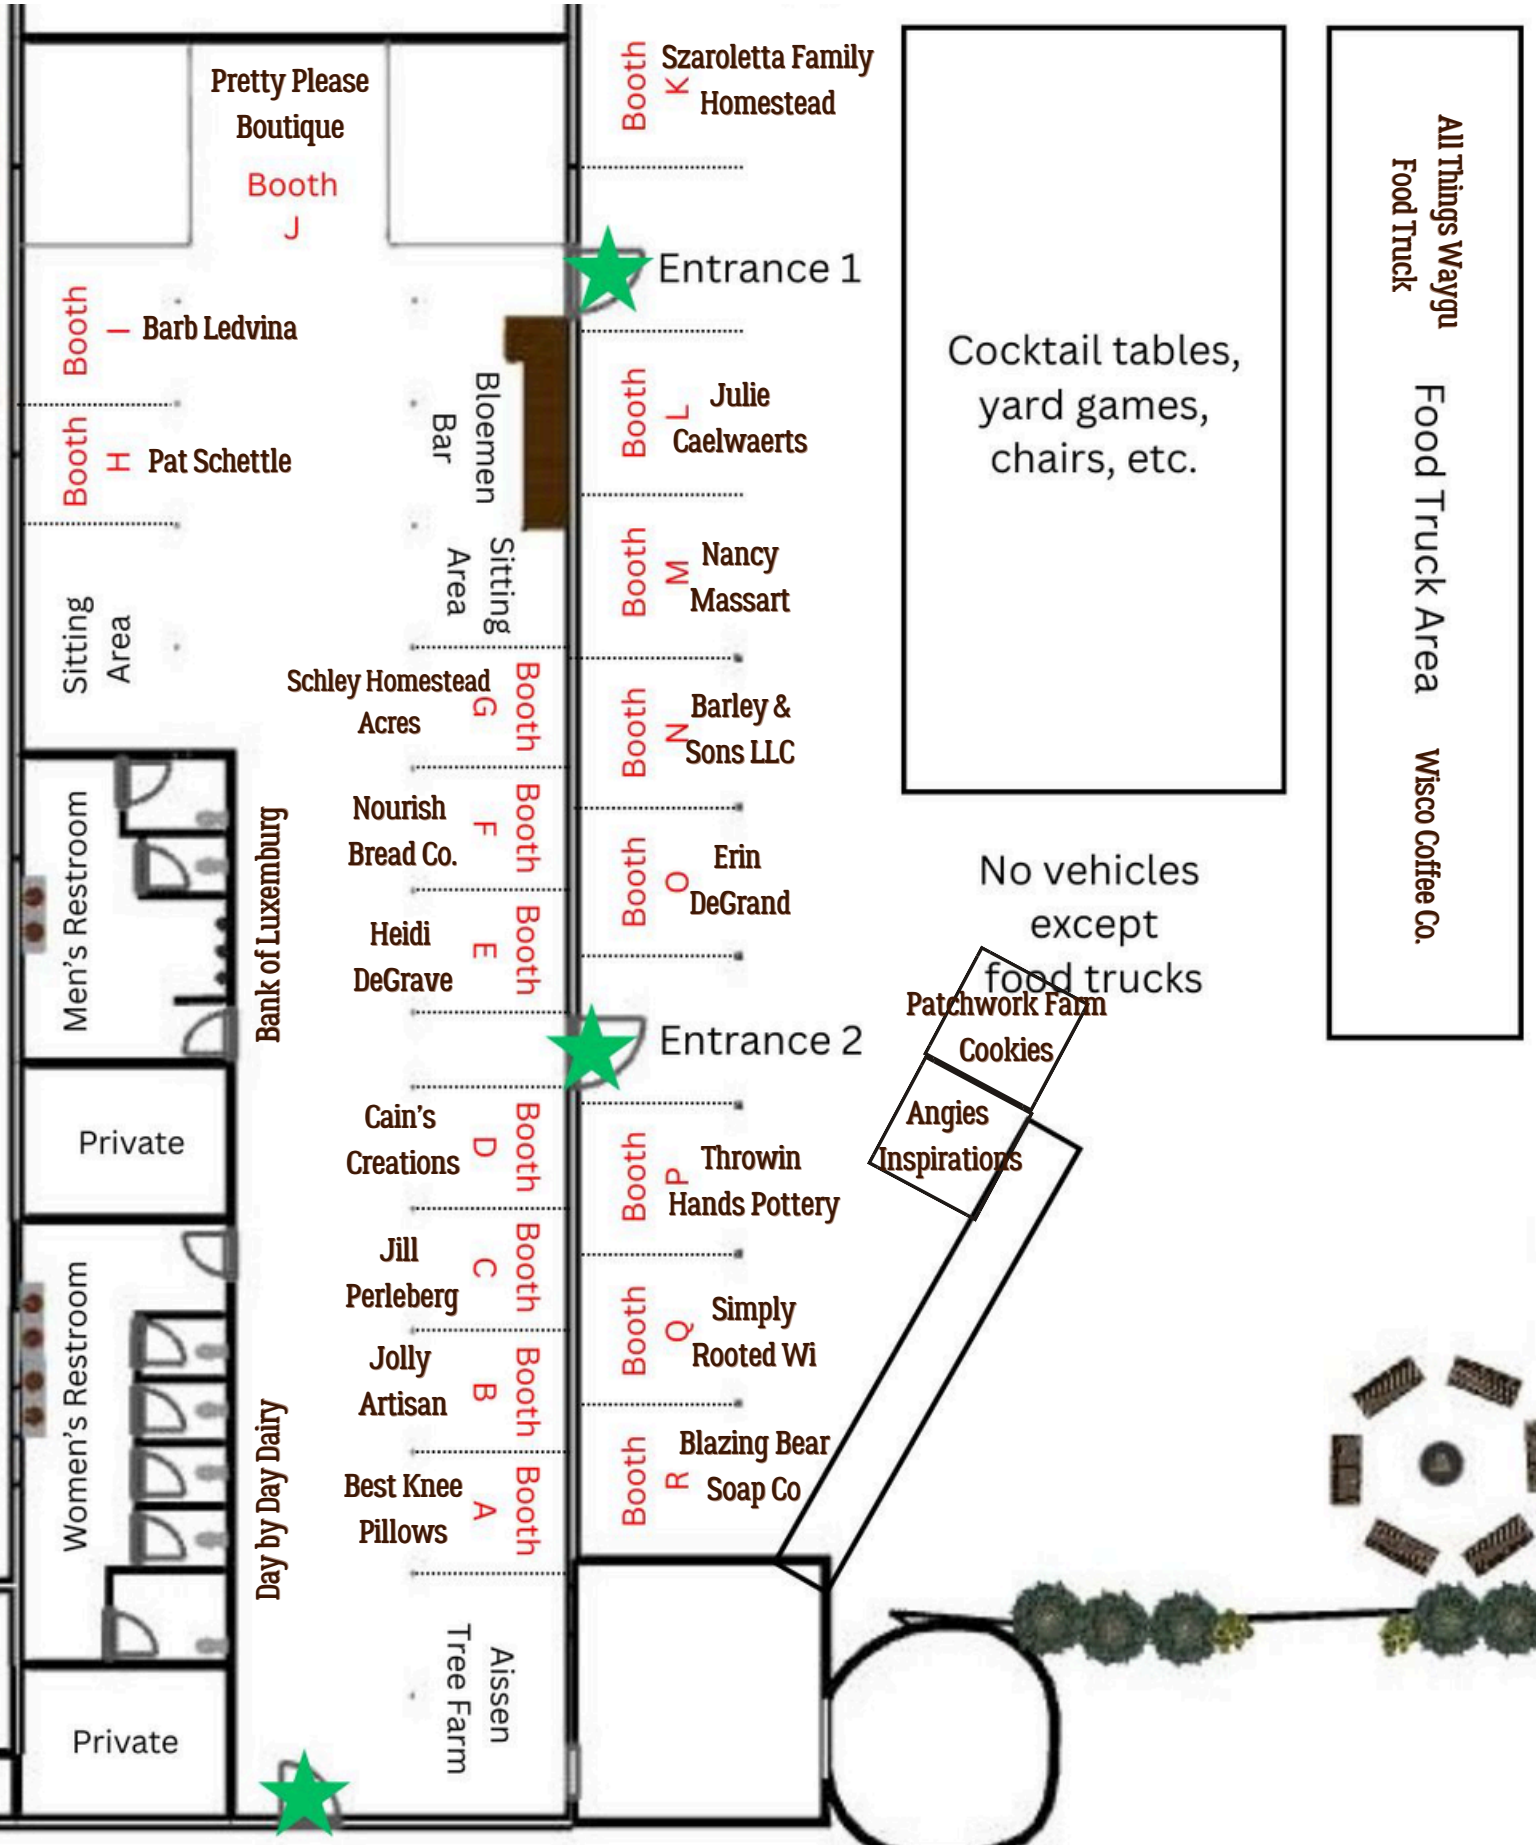 Pretty Please
Boutique
Booth
J
Booth
I
Barb Ledvina
Booth
H
Pat Schettle
Sitting
Area
Bloemen
Bar
Sitting
Area
Schley Homestead
Acres
Booth
G
Nourish
Bread Co.
Booth
F
Heidi
DeGrave
Booth
E
Cain's
Creations
Booth
D
Jill
Perleberg
Booth
C
Jolly
Artisan
Booth
B
Best Knee
Pillows
Booth
A
Aissen
Tree Farm
Men's Restroom
Bank of Luxemburg
Private
Women's Restroom
Day by Day Dairy
Private
Booth
K
Szaroletta Family
Homestead
Entrance 1
Booth
L
Julie
Caelwaerts
Booth
M
Nancy
Massart
Booth
N
Barley &
Sons LLC
Booth
O
Erin
DeGrand
Entrance 2
Booth
P
Throwin
Hands Pottery
Booth
Q
Simply
Rooted Wi
Booth
R
Blazing Bear
Soap Co
Cocktail tables,
yard games,
chairs, etc.
No vehicles
except
food trucks
Patchwork Farm
Cookies
Angies
Inspirations
All Things Waygu
Food Truck
Food Truck Area
Wisco Coffee Co.